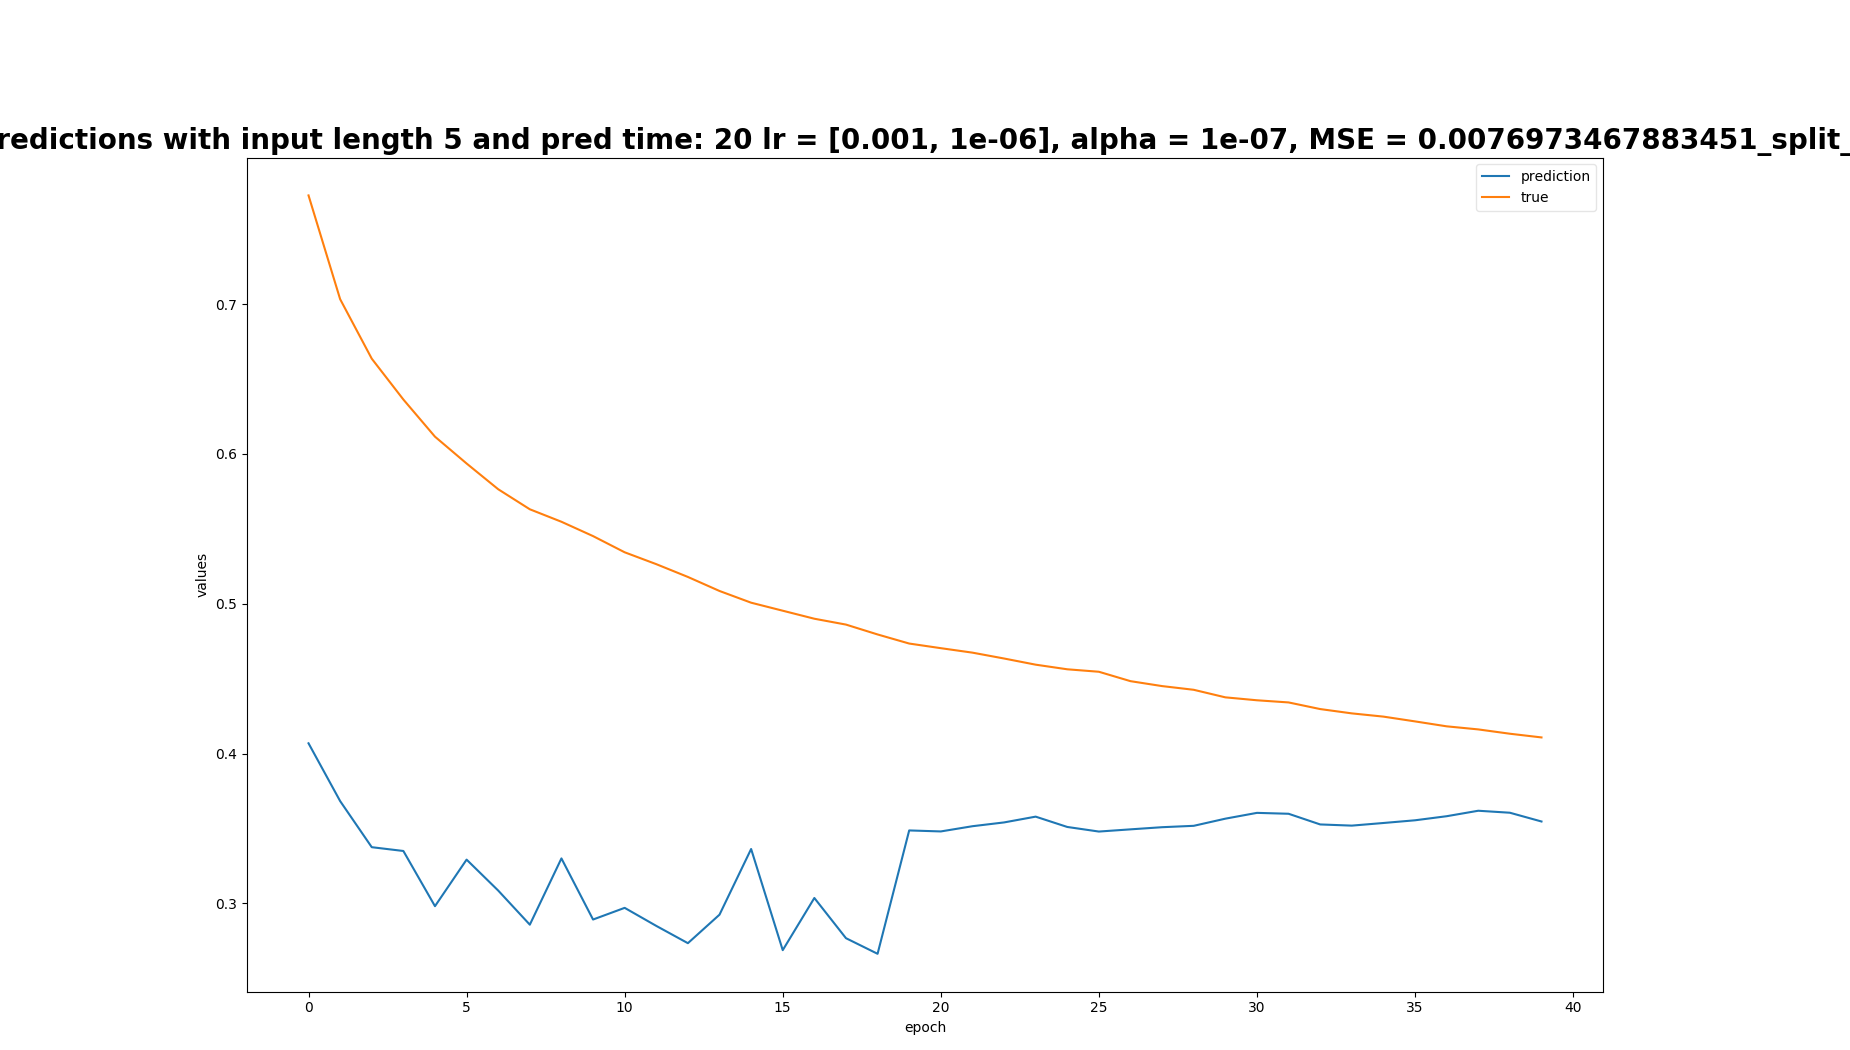 redictions with input length 5 and pred time: 20 lr = [0.001, 1e-06], alpha = 1e-07, MSE = 0.0076973467883451_split_
prediction
true
0.7
0.6
0.5
0.4
0.3
values
0 5 10 15 20 25 30 35 40
epoch